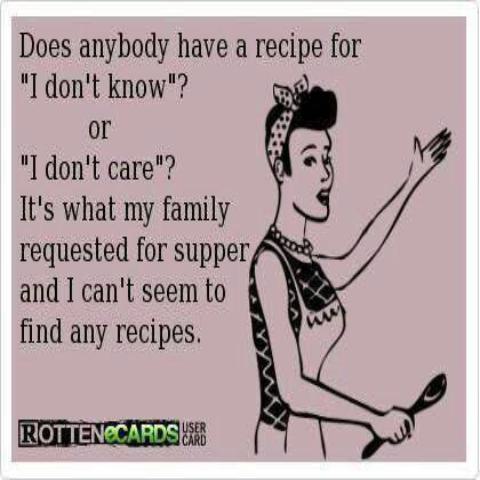 Does anybody have a recipe for
"I don't know"?
or
"I don't care"?
It's what my family
requested for supper
and I can't seem to
find any recipes.
ROTTENeCARDS USER
CARD